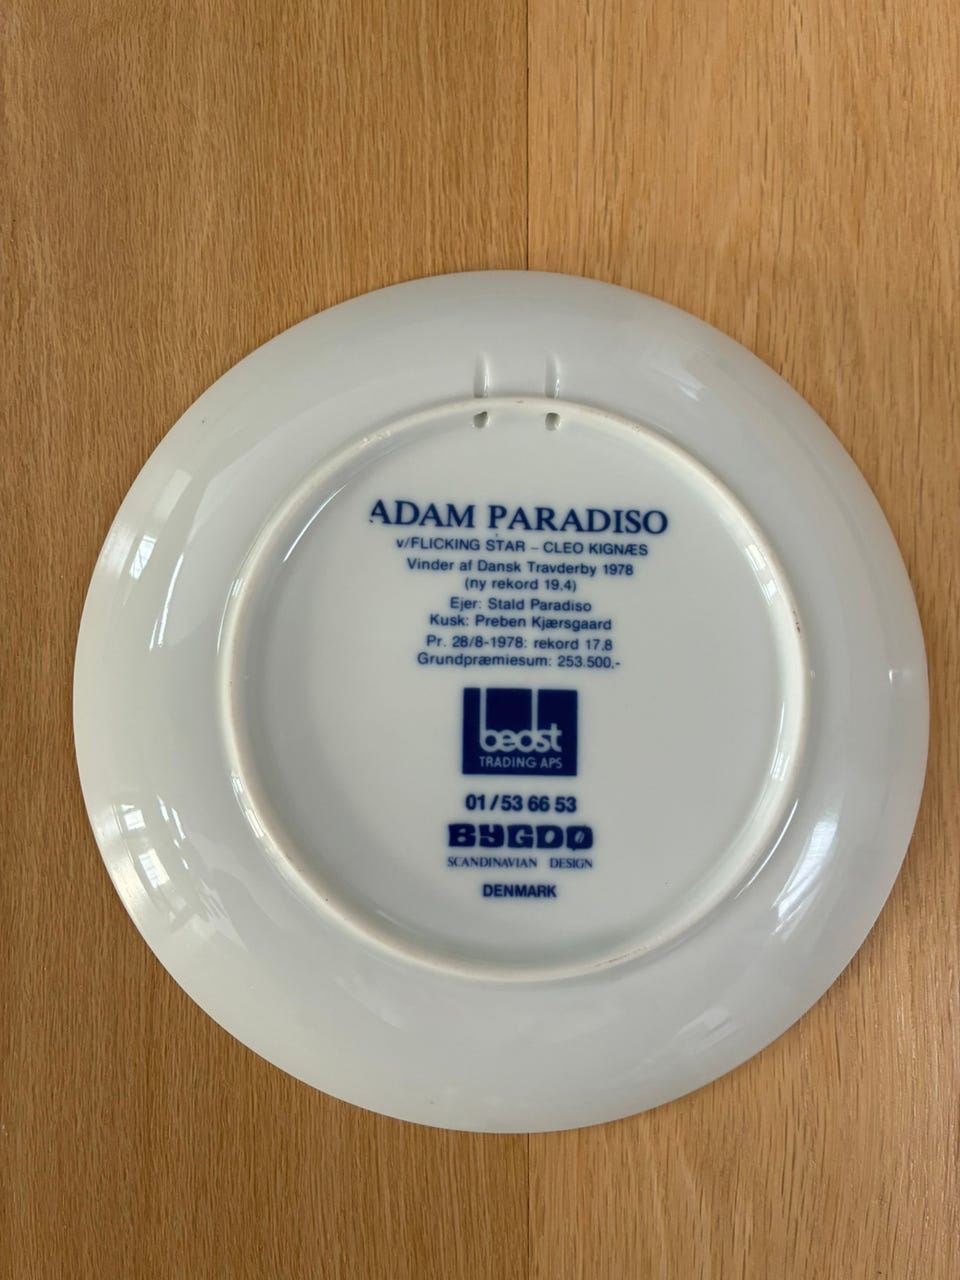 ADAM PARADISO
v/FLICKING STAR – CLEO KIGNÆS
Vinder af Dansk Travderby 1978
(ny rekord 19,4)
Ejer: Stald Paradiso
Kusk: Preben Kjærsgaard
Pr. 28/8-1978: rekord 17,8
Grundpræmiesum: 253.500,-
beost
TRADING APS
01/53 66 53
BYGDØ
SCANDINAVIAN DESIGN
DENMARK